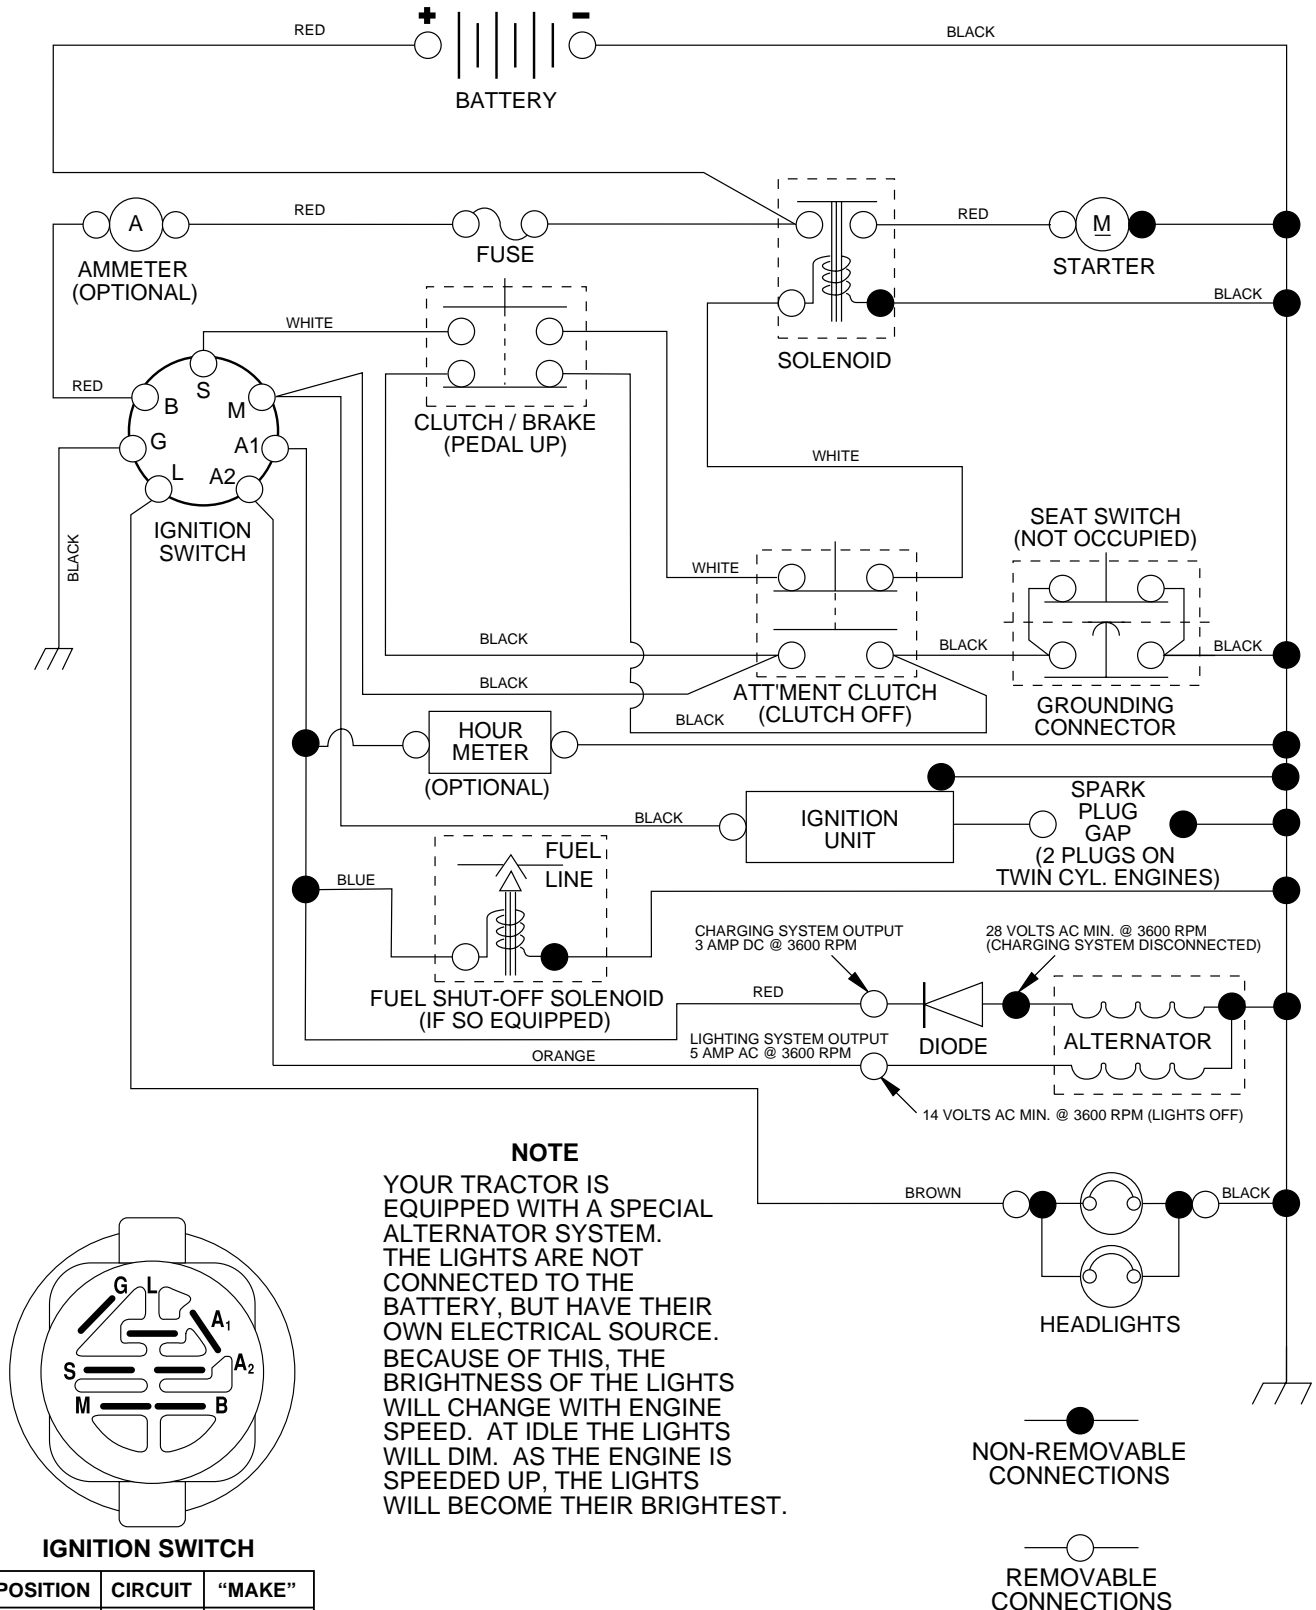 RED
+
−
BLACK
BATTERY
A
RED
FUSE
RED
M
STARTER
AMMETER
(OPTIONAL)
BLACK
SOLENOID
WHITE
S
RED
B
M
G
A1
L
A2
CLUTCH / BRAKE
(PEDAL UP)
WHITE
IGNITION
SWITCH
BLACK
SEAT SWITCH
(NOT OCCUPIED)
WHITE
BLACK
BLACK
BLACK
BLACK
ATT'MENT CLUTCH
(CLUTCH OFF)
BLACK
GROUNDING
CONNECTOR
HOUR
METER
(OPTIONAL)
BLACK
IGNITION
UNIT
SPARK
PLUG
GAP
(2 PLUGS ON
TWIN CYL. ENGINES)
FUEL
LINE
BLUE
FUEL SHUT-OFF SOLENOID
(IF SO EQUIPPED)
CHARGING SYSTEM OUTPUT
3 AMP DC @ 3600 RPM
28 VOLTS AC MIN. @ 3600 RPM
(CHARGING SYSTEM DISCONNECTED)
RED
DIODE
ALTERNATOR
LIGHTING SYSTEM OUTPUT
5 AMP AC @ 3600 RPM
ORANGE
14 VOLTS AC MIN. @ 3600 RPM (LIGHTS OFF)
NOTE
YOUR TRACTOR IS
EQUIPPED WITH A SPECIAL
ALTERNATOR SYSTEM.
THE LIGHTS ARE NOT
CONNECTED TO THE
BATTERY, BUT HAVE THEIR
OWN ELECTRICAL SOURCE.
BECAUSE OF THIS, THE
BRIGHTNESS OF THE LIGHTS
WILL CHANGE WITH ENGINE
SPEED. AT IDLE THE LIGHTS
WILL DIM. AS THE ENGINE IS
SPEEDED UP, THE LIGHTS
WILL BECOME THEIR BRIGHTEST.
BROWN
BLACK
HEADLIGHTS
G L
A1
A2
S
M
B
IGNITION SWITCH
POSITION CIRCUIT “MAKE”
NON-REMOVABLE
CONNECTIONS
REMOVABLE
CONNECTIONS